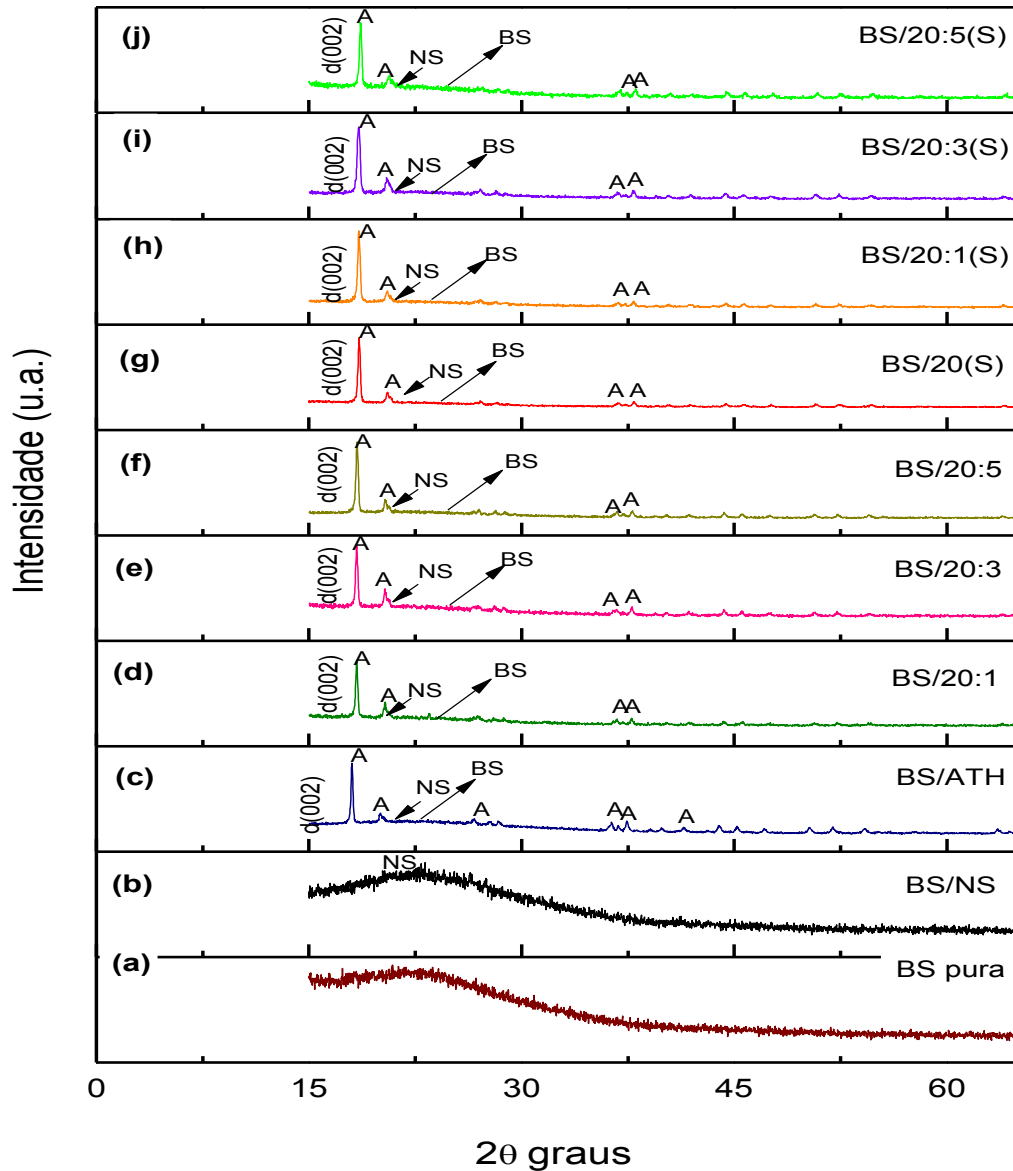 Intensidade (u.a.)
(j) d(002) A A NS BS A A BS/20:5(S)
(i) d(002) A A NS BS A A BS/20:3(S)
(h) d(002) A A NS BS A A BS/20:1(S)
(g) d(002) A A NS BS A A BS/20(S)
(f) d(002) A A NS BS A A BS/20:5
(e) d(002) A A NS BS A A BS/20:3
(d) d(002) A A NS BS A A BS/20:1
(c) d(002) A A NS BS A A A A BS/ATH
(b) NS BS/NS
(a) BS pura
0 15 30 45 60
2θ graus